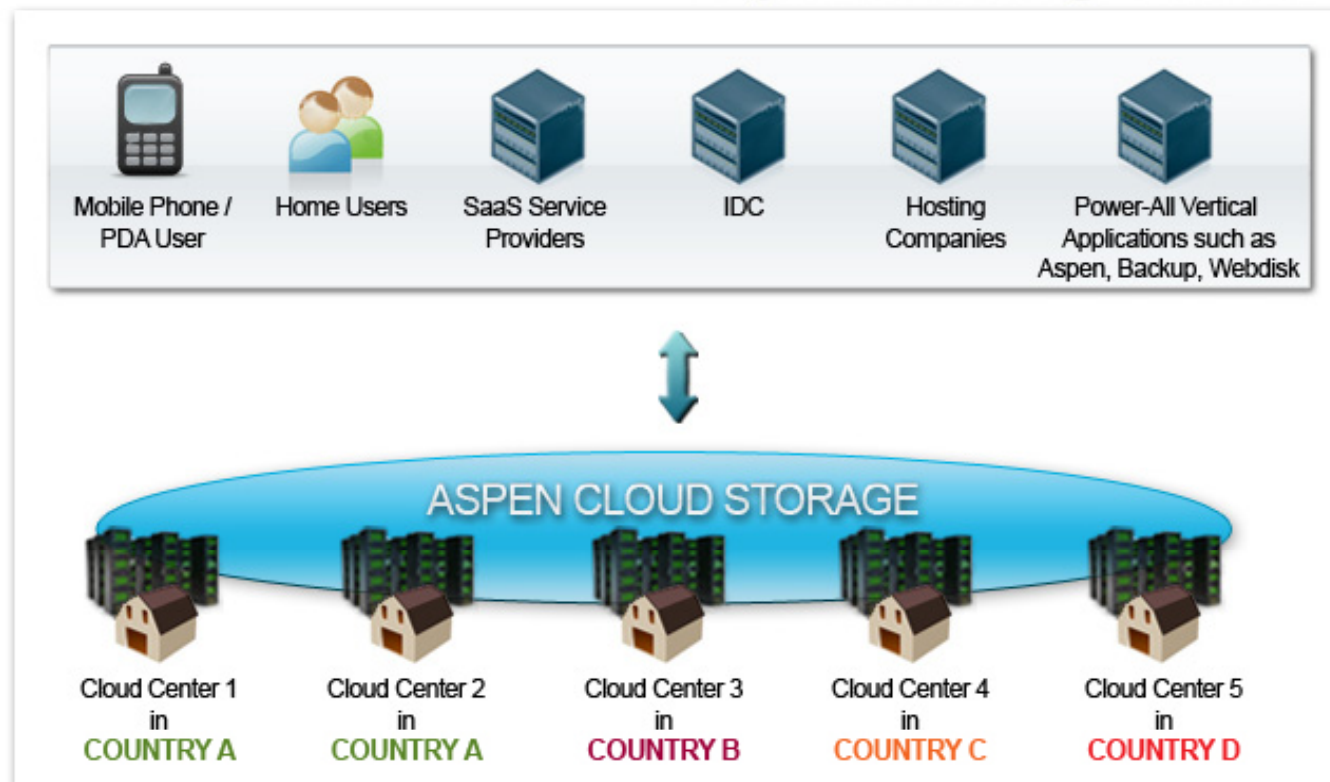 Mobile Phone /
PDA User
Home Users
SaaS Service
Providers
IDC
Hosting
Companies
Power-All Vertical
Applications such as
Aspen, Backup, Webdisk
ASPEN CLOUD STORAGE
Cloud Center 1
in
COUNTRY A
Cloud Center 2
in
COUNTRY A
Cloud Center 3
in
COUNTRY B
Cloud Center 4
in
COUNTRY C
Cloud Center 5
in
COUNTRY D